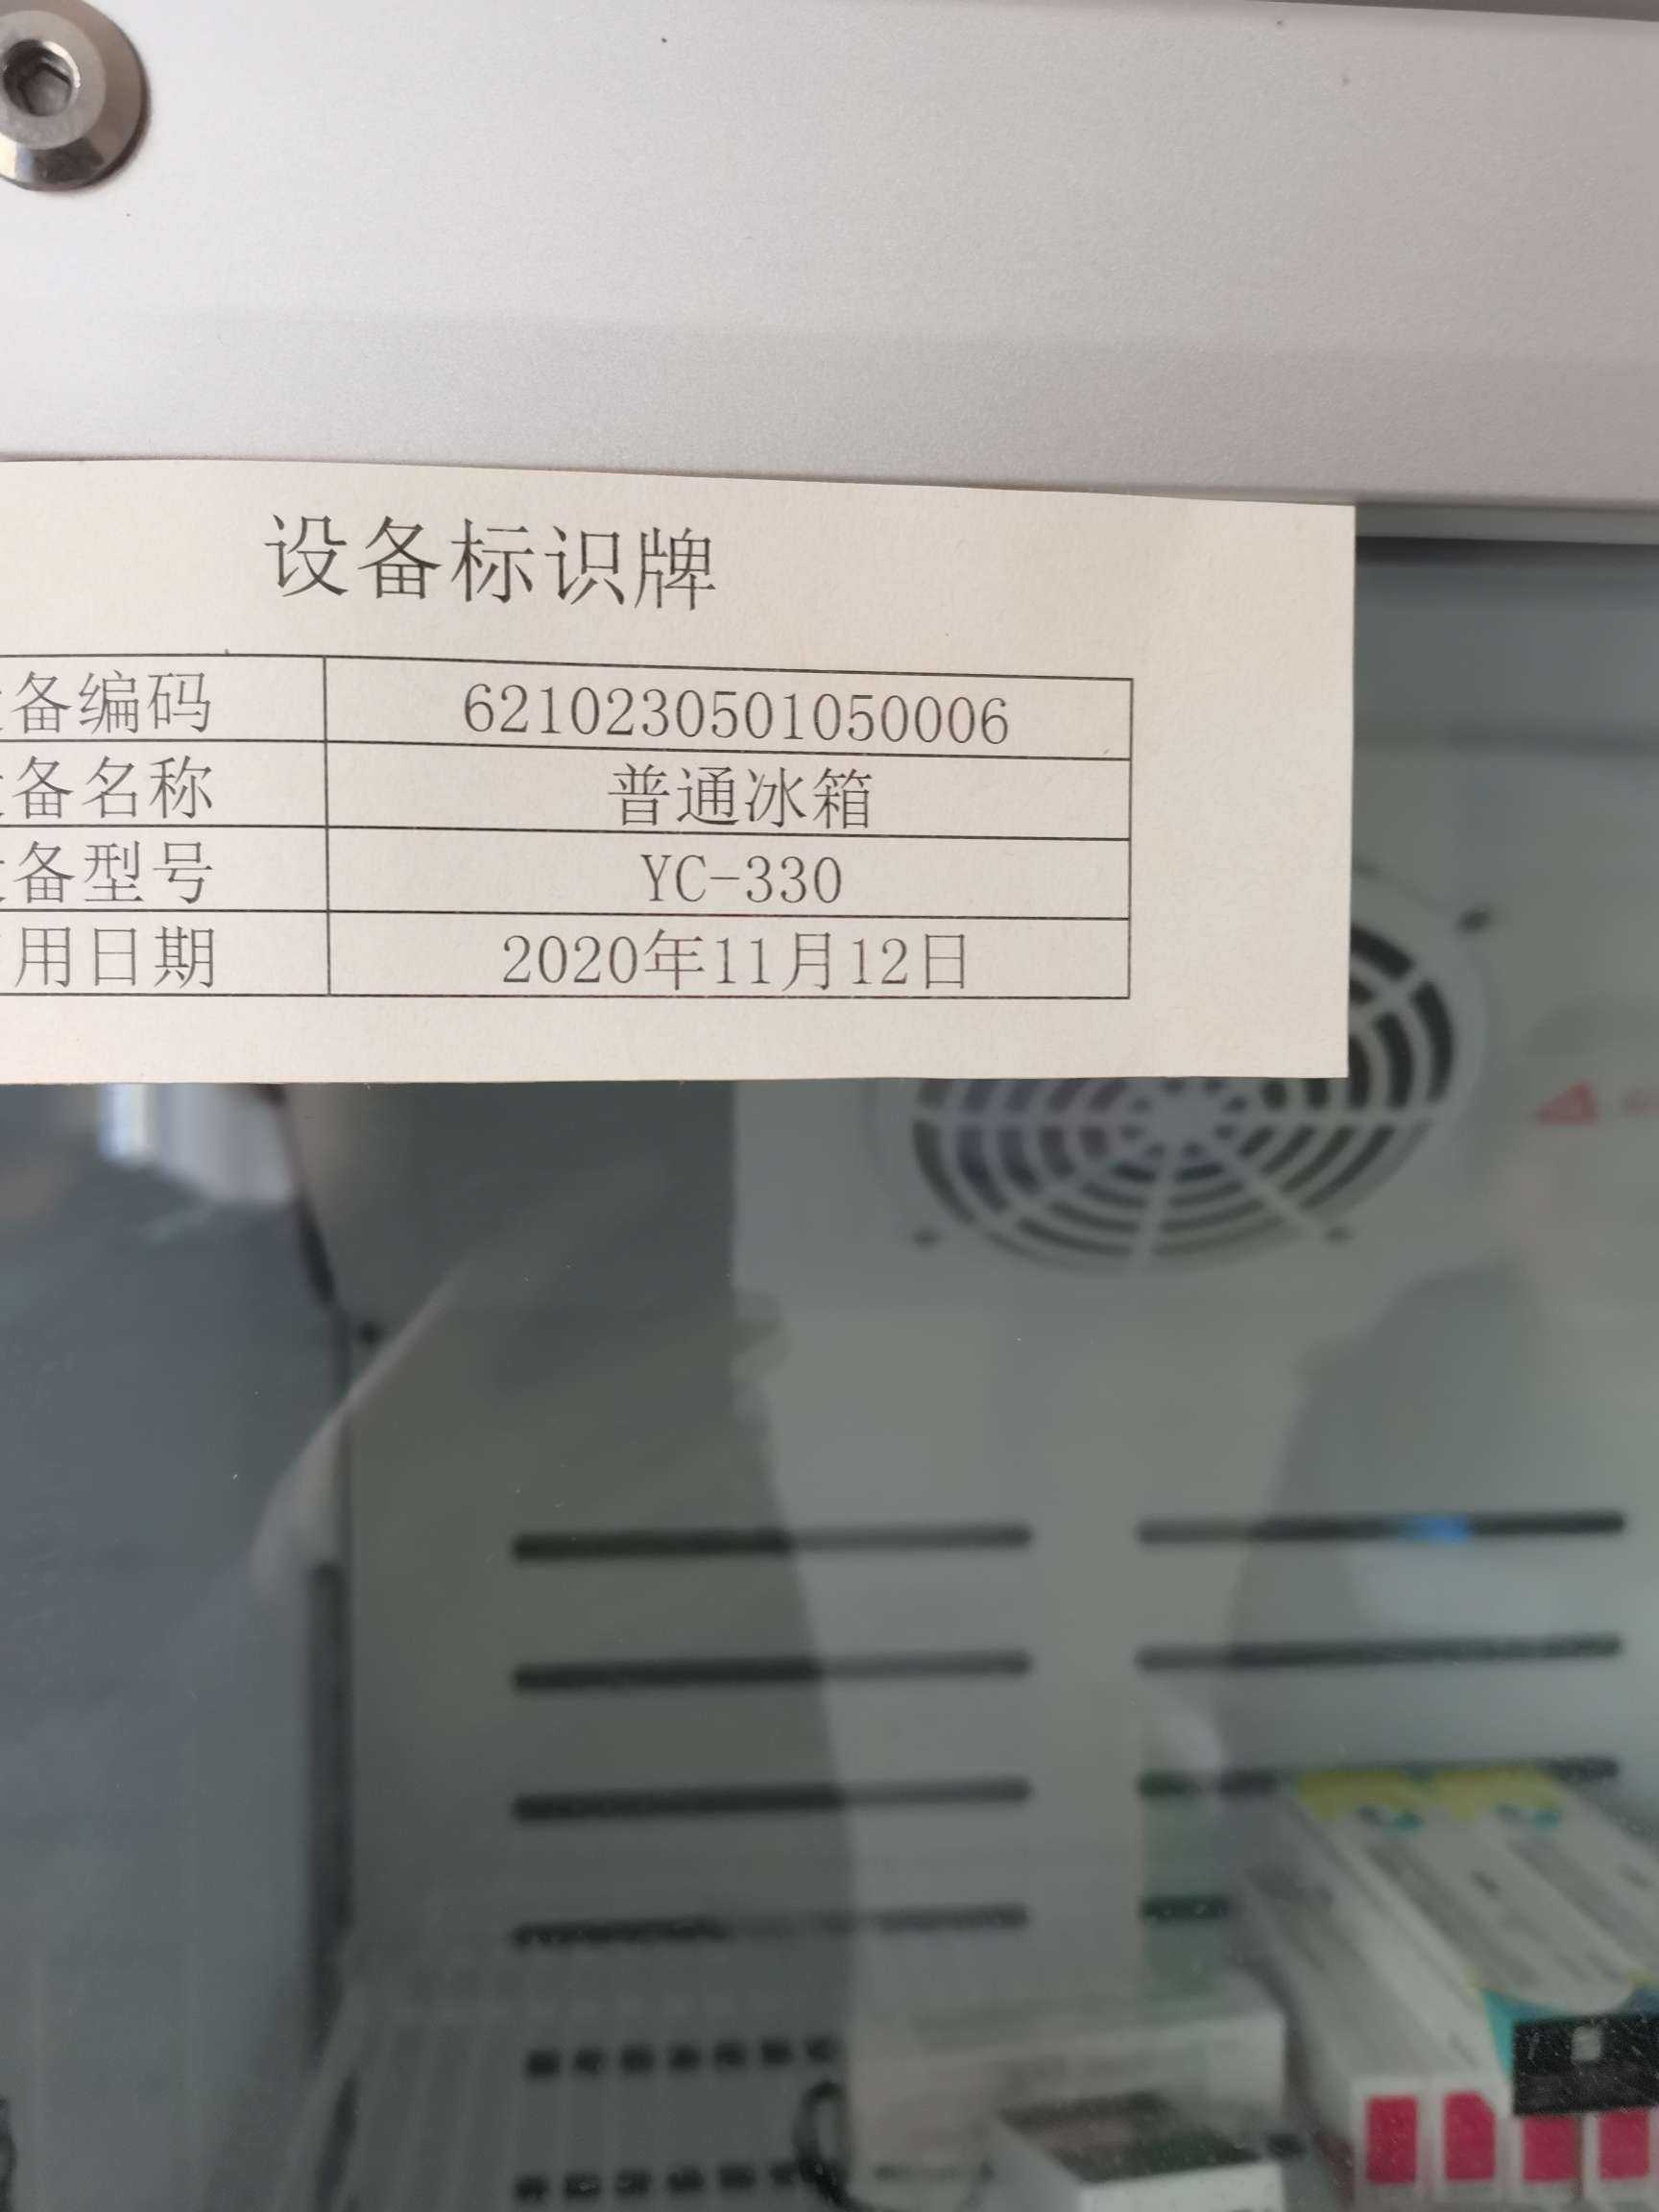 设备标识牌
备编码 6210230501050006
备名称 普通冰箱
备型号 YC-330
用日期 2020年11月12日